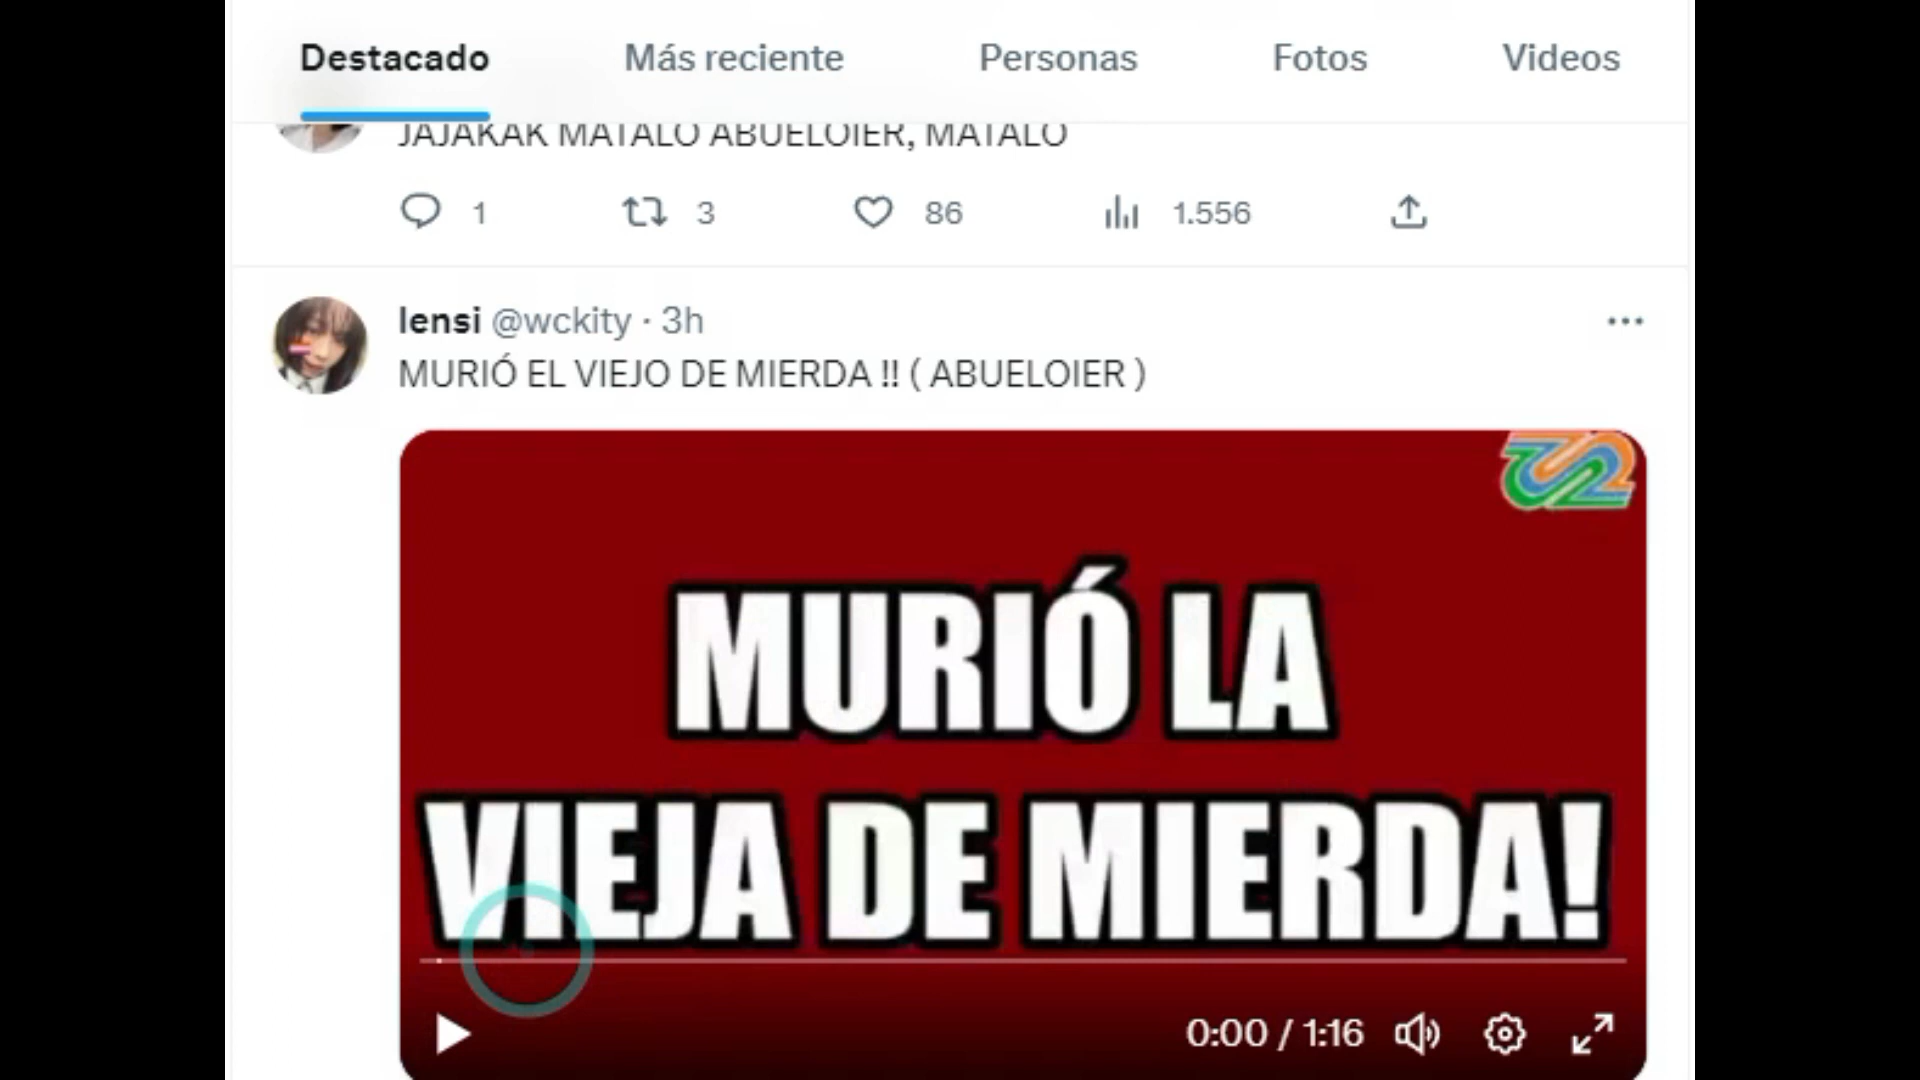 Destacado Más reciente Personas Fotos Videos
JAJAKAK MATALO ABUELOIER, MATALO
1 3 86 1.556
lensi @wckity · 3h
MURIÓ EL VIEJO DE MIERDA !! ( ABUELOIER )
MURIÓ LA
VIEJA DE MIERDA!
0:00 / 1:16